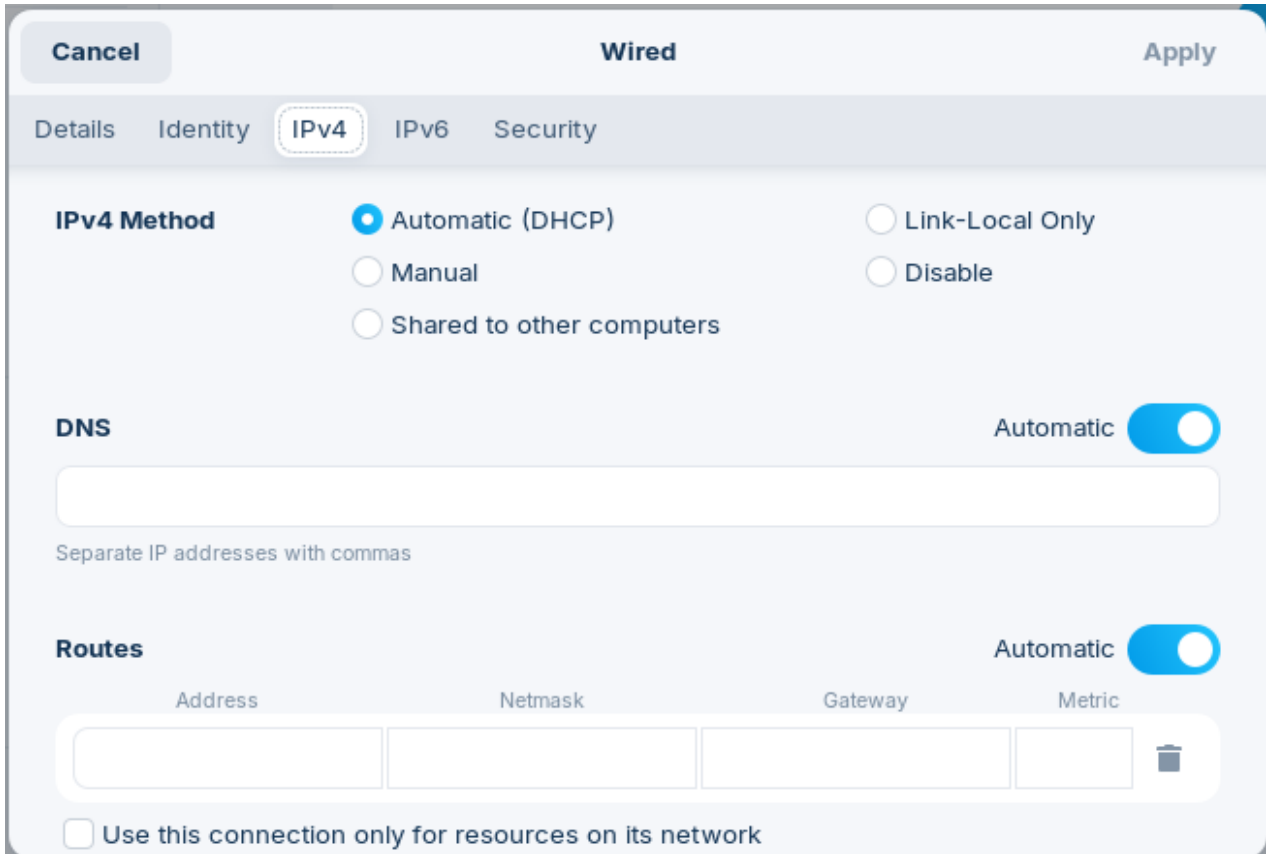 Cancel Wired Apply
Details Identity IPv4 IPv6 Security
IPv4 Method Automatic (DHCP) Link-Local Only
Manual Disable
Shared to other computers
DNS Automatic
Separate IP addresses with commas
Routes Automatic
Address Netmask Gateway Metric
Use this connection only for resources on its network